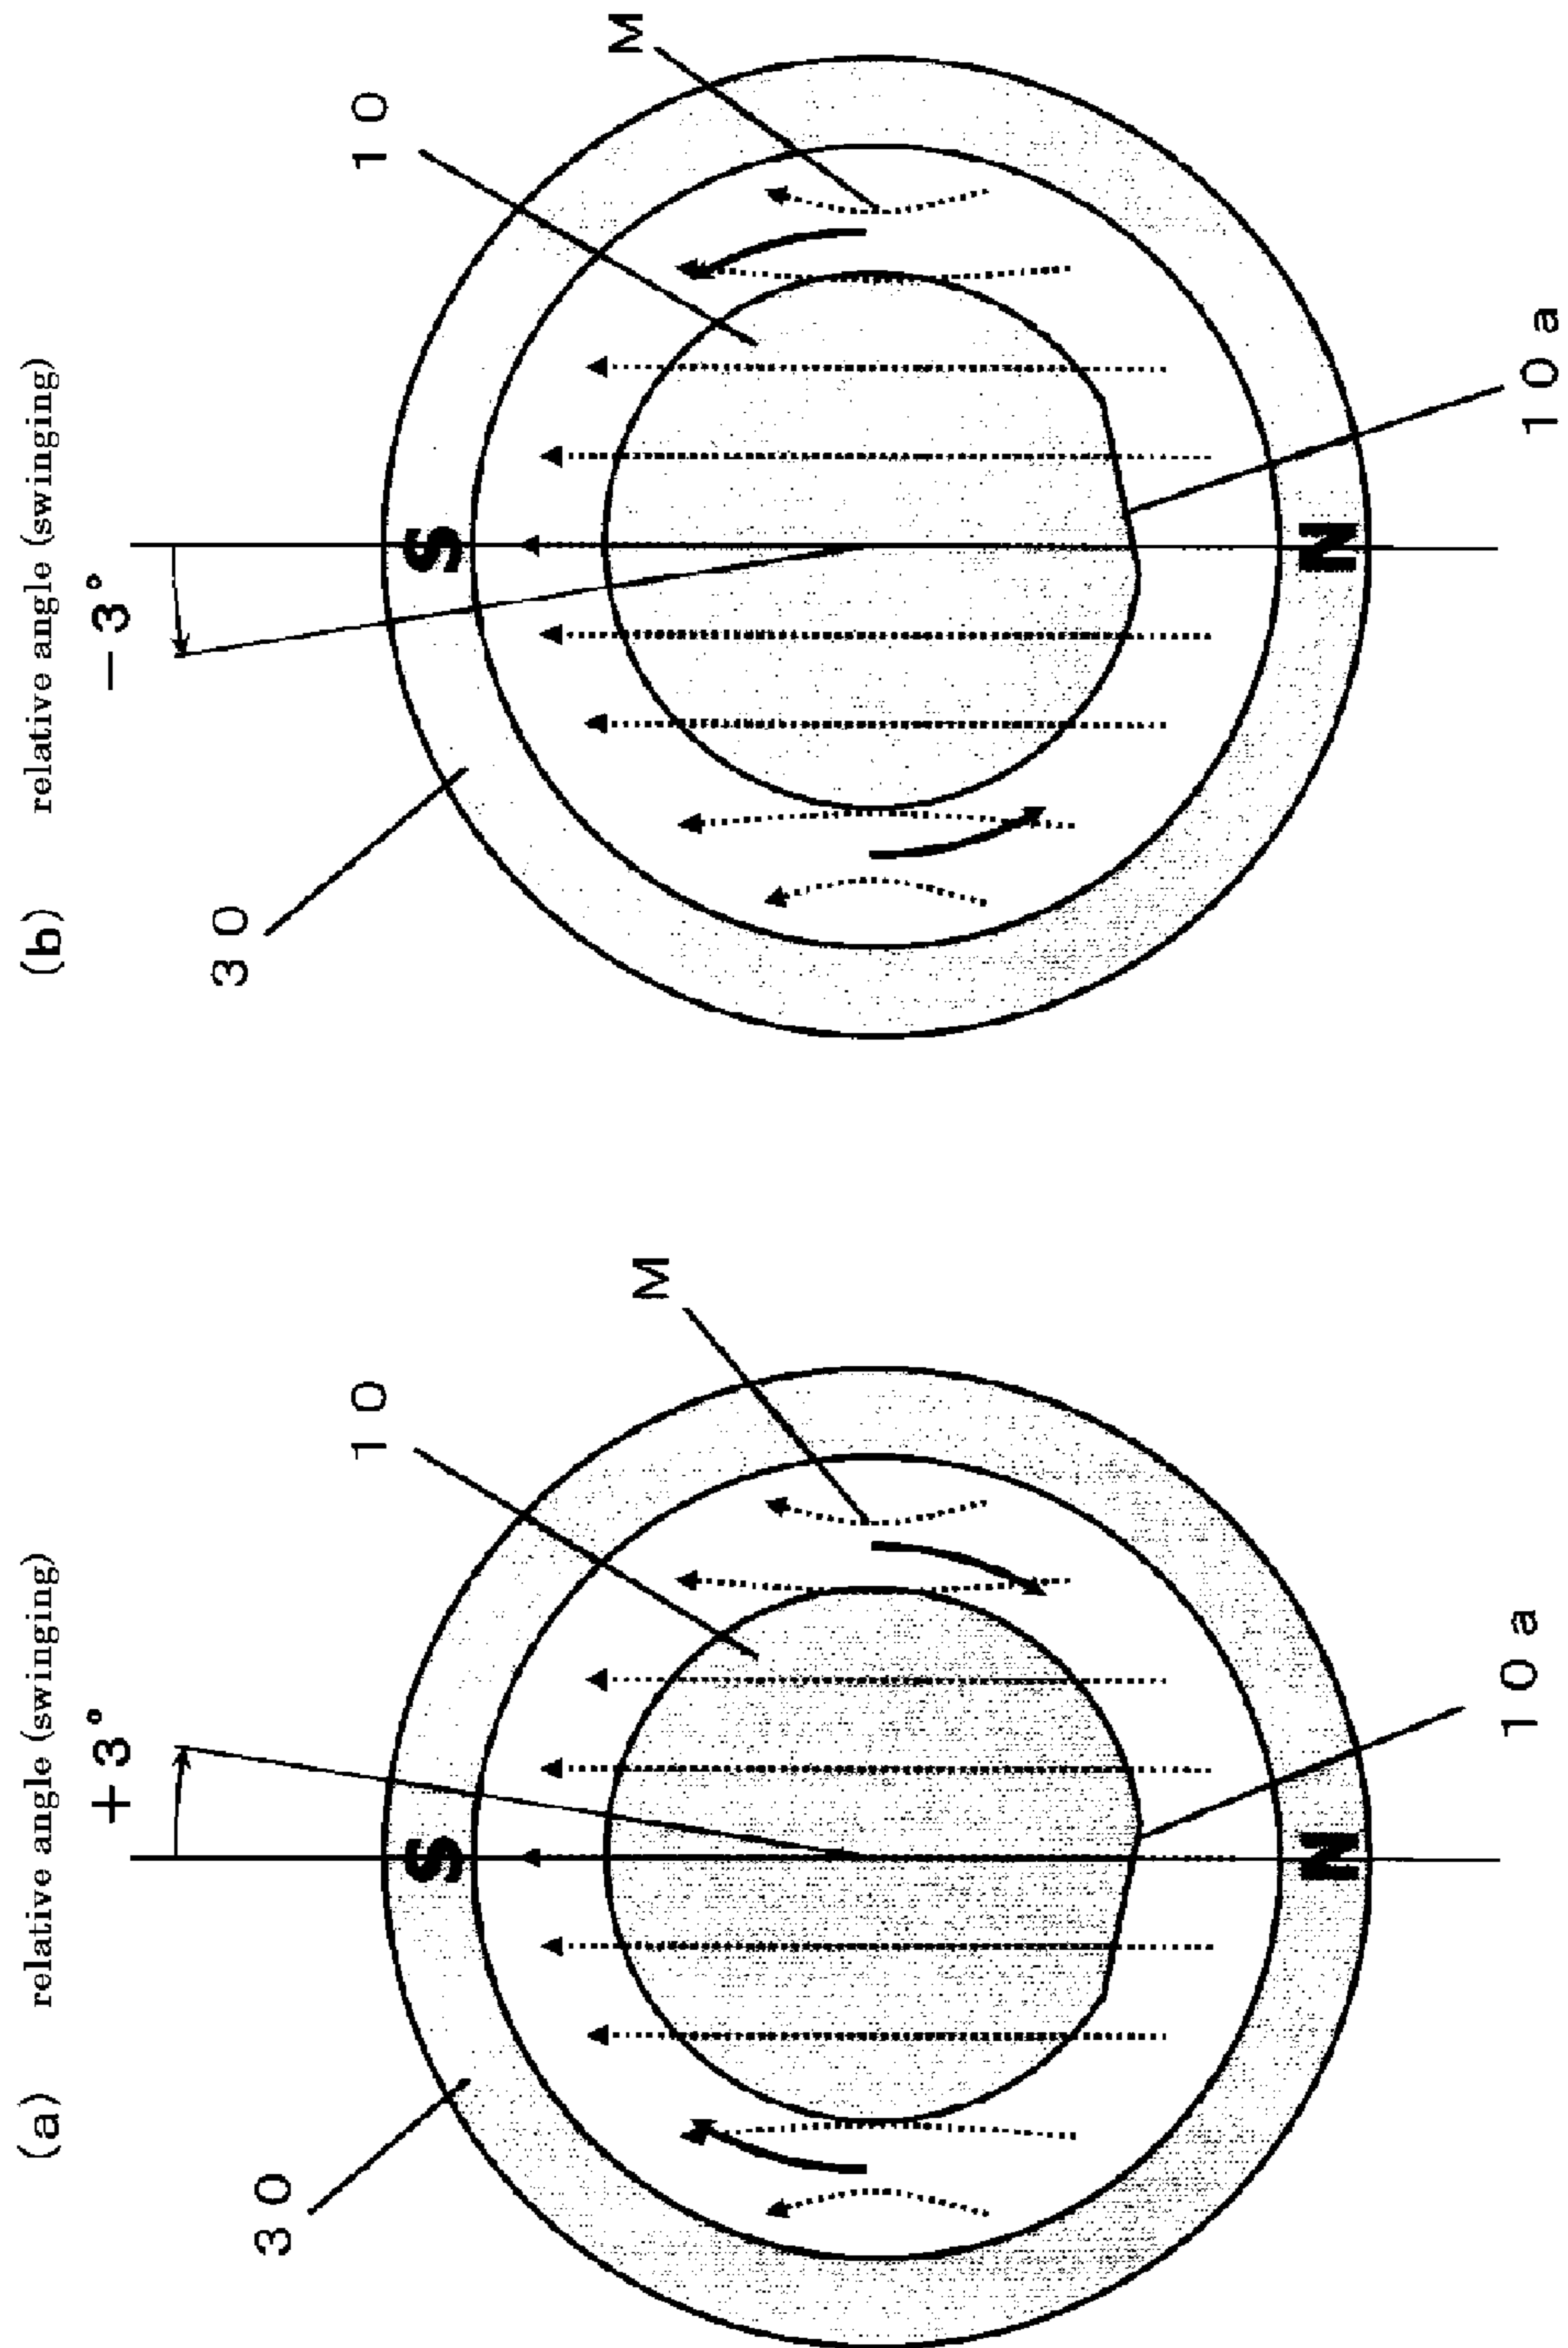 (a) relative angle (swinging)
+3°
30
10
M
S
N
10a
(b) relative angle (swinging)
−3°
30
10
M
S
N
10a